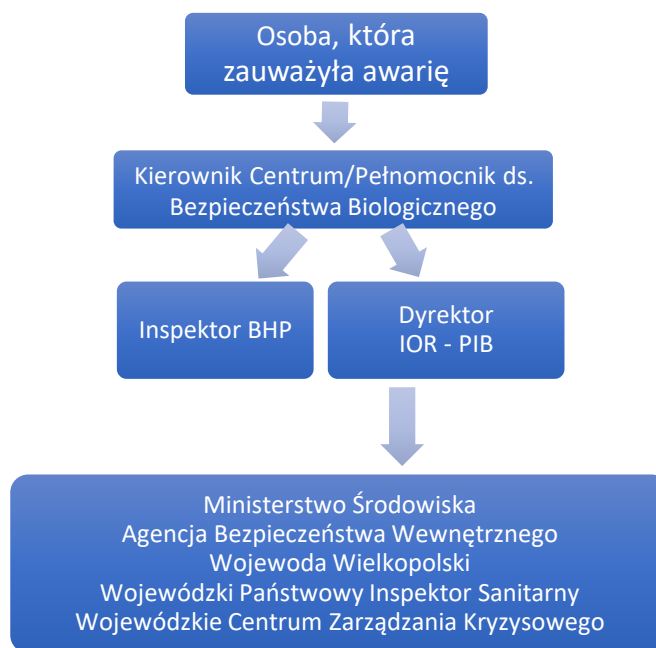 Osoba, która
zauważyła awarię
Kierownik Centrum/Pełnomocnik ds.
Bezpieczeństwa Biologicznego
Inspektor BHP
Dyrektor
IOR - PIB
Ministerstwo Środowiska
Agencja Bezpieczeństwa Wewnętrznego
Wojewoda Wielkopolski
Wojewódzki Państwowy Inspektor Sanitarny
Wojewódzkie Centrum Zarządzania Kryzysowego